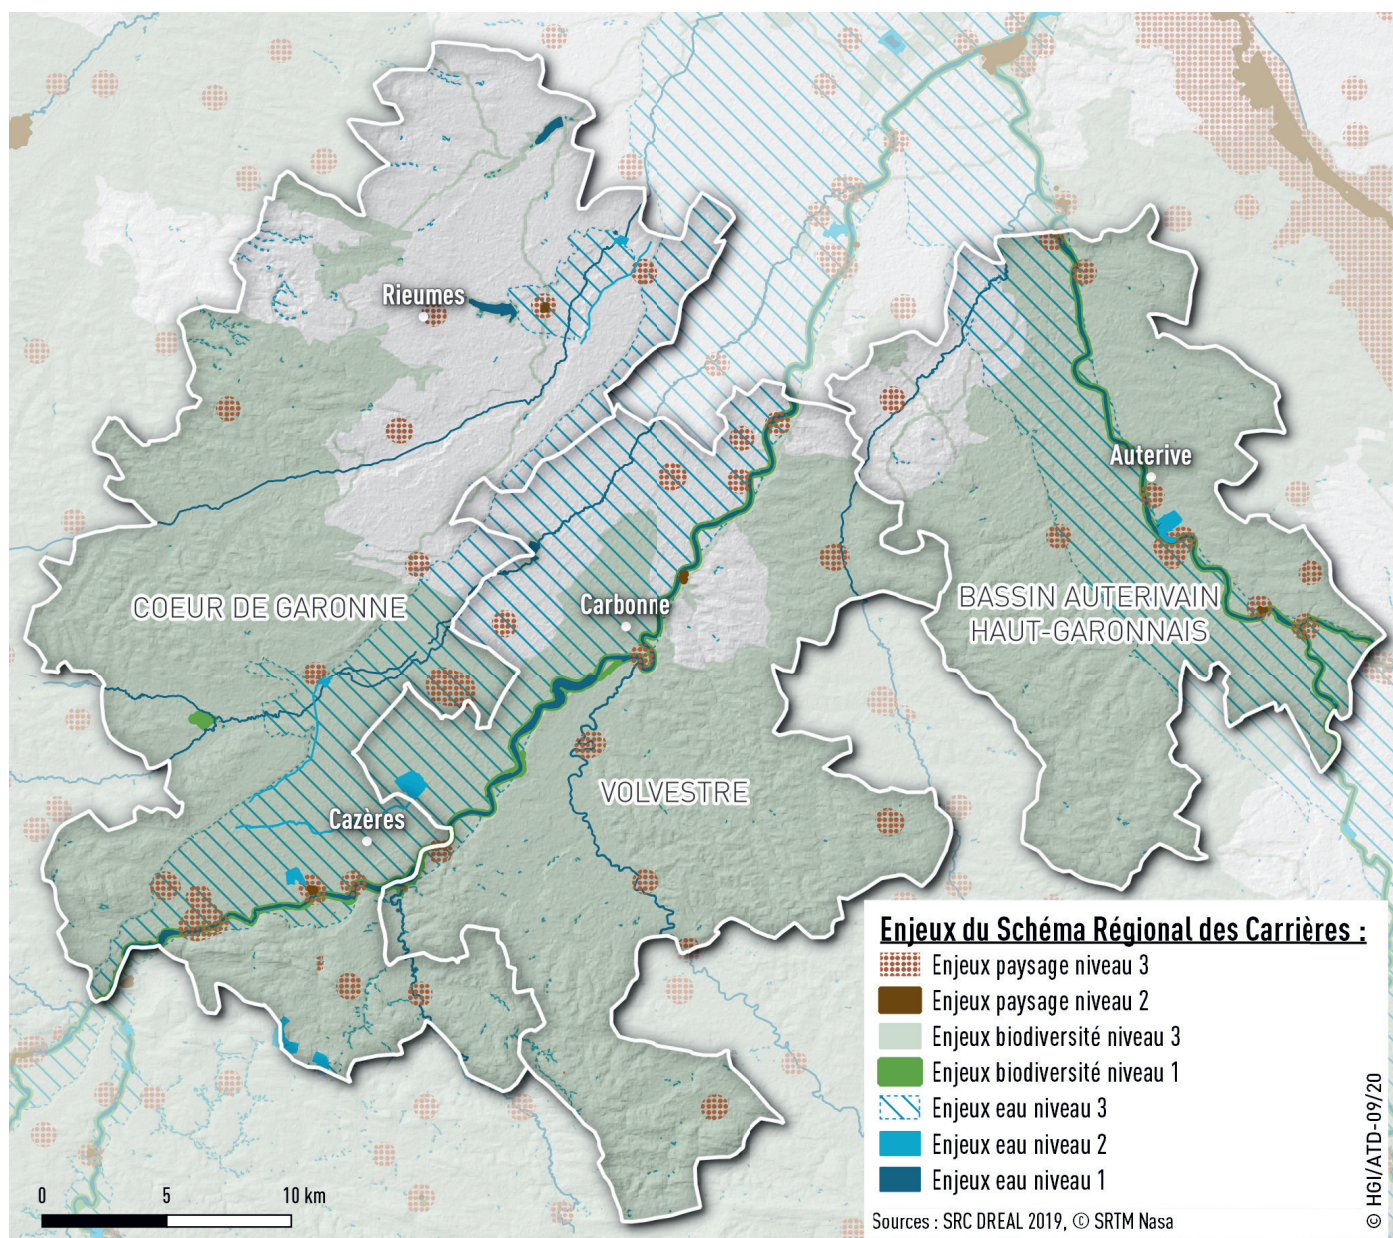 Rieumes
Auterive
COEUR DE GARONNE
Carbonne
BASSIN AUTERIVAIN
HAUT-GARONNAIS
VOLVESTRE
Cazères
Enjeux du Schéma Régional des Carrières :
Enjeux paysage niveau 3
Enjeux paysage niveau 2
Enjeux biodiversité niveau 3
Enjeux biodiversité niveau 1
Enjeux eau niveau 3
Enjeux eau niveau 2
Enjeux eau niveau 1
Sources : SRC DREAL 2019, © SRTM Nasa
© HGI/ATD-09/20
0 5 10 km